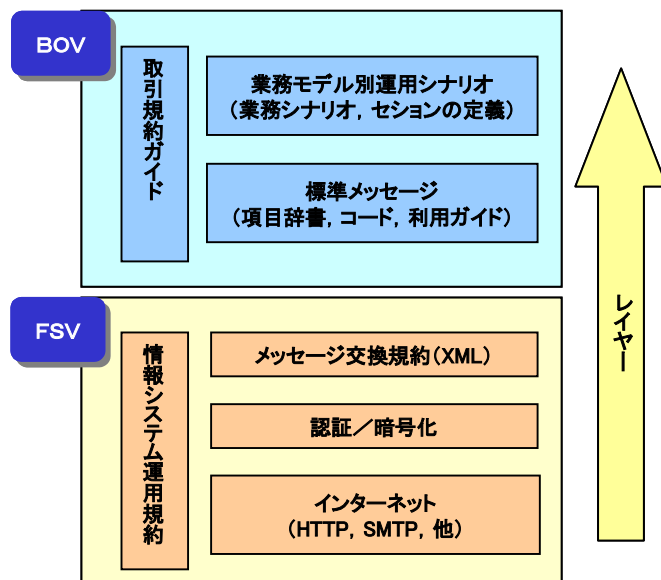 BOV
取引規約ガイド
業務モデル別運用シナリオ
（業務シナリオ，セションの定義）
標準メッセージ
（項目辞書，コード，利用ガイド）
レイヤー
FSV
情報システム運用規約
メッセージ交換規約（XML）
認証／暗号化
インターネット
（HTTP，SMTP，他）